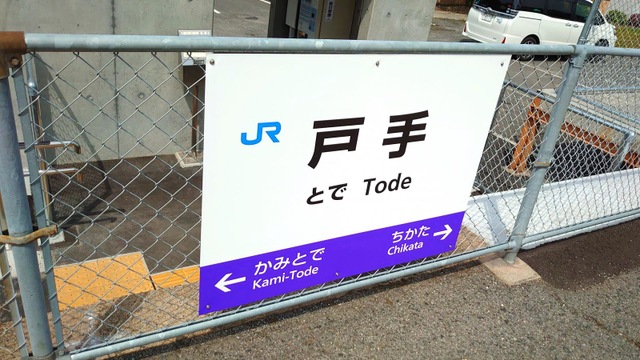 JR 戸手
とで Tode
← かみとで
Kami-Tode
ちかた →
Chikata